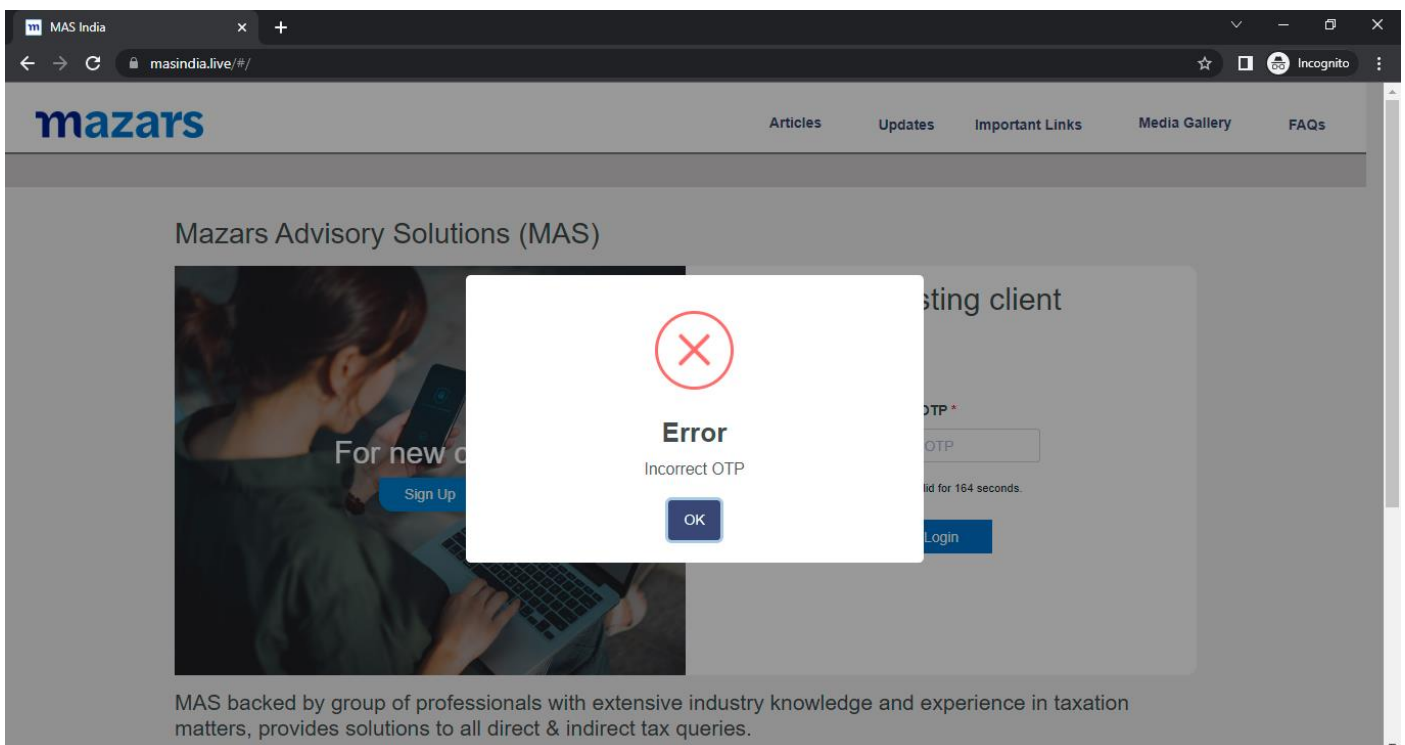 MAS India
masindia.live/#/
Incognito
mazars
Articles
Updates
Important Links
Media Gallery
FAQs
Mazars Advisory Solutions (MAS)
sting client
OTP *
For new c
Error
OTP
Incorrect OTP
Sign Up
lid for 164 seconds.
OK
Login
MAS backed by group of professionals with extensive industry knowledge and experience in taxation
matters, provides solutions to all direct & indirect tax queries.